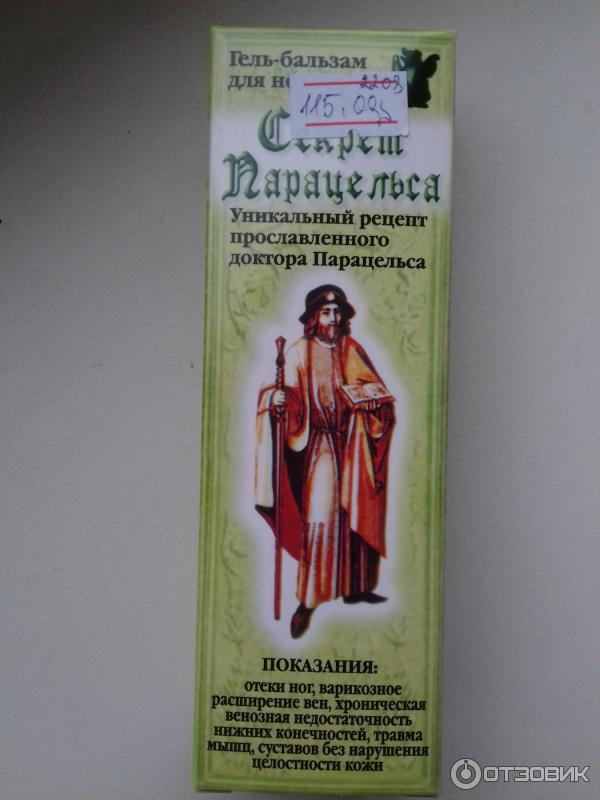 Гель-бальзам
для
2203
115.00
Секрет
Парацельса
Уникальный рецепт
прославленного
доктора Парацельса
ПОКАЗАНИЯ:
отеки ног, варикозное
расширение вен, хроническая
венозная недостаточность
нижних конечностей, травма
мышц, суставов без нарушения
целостности кожи
ОТЗОВИК